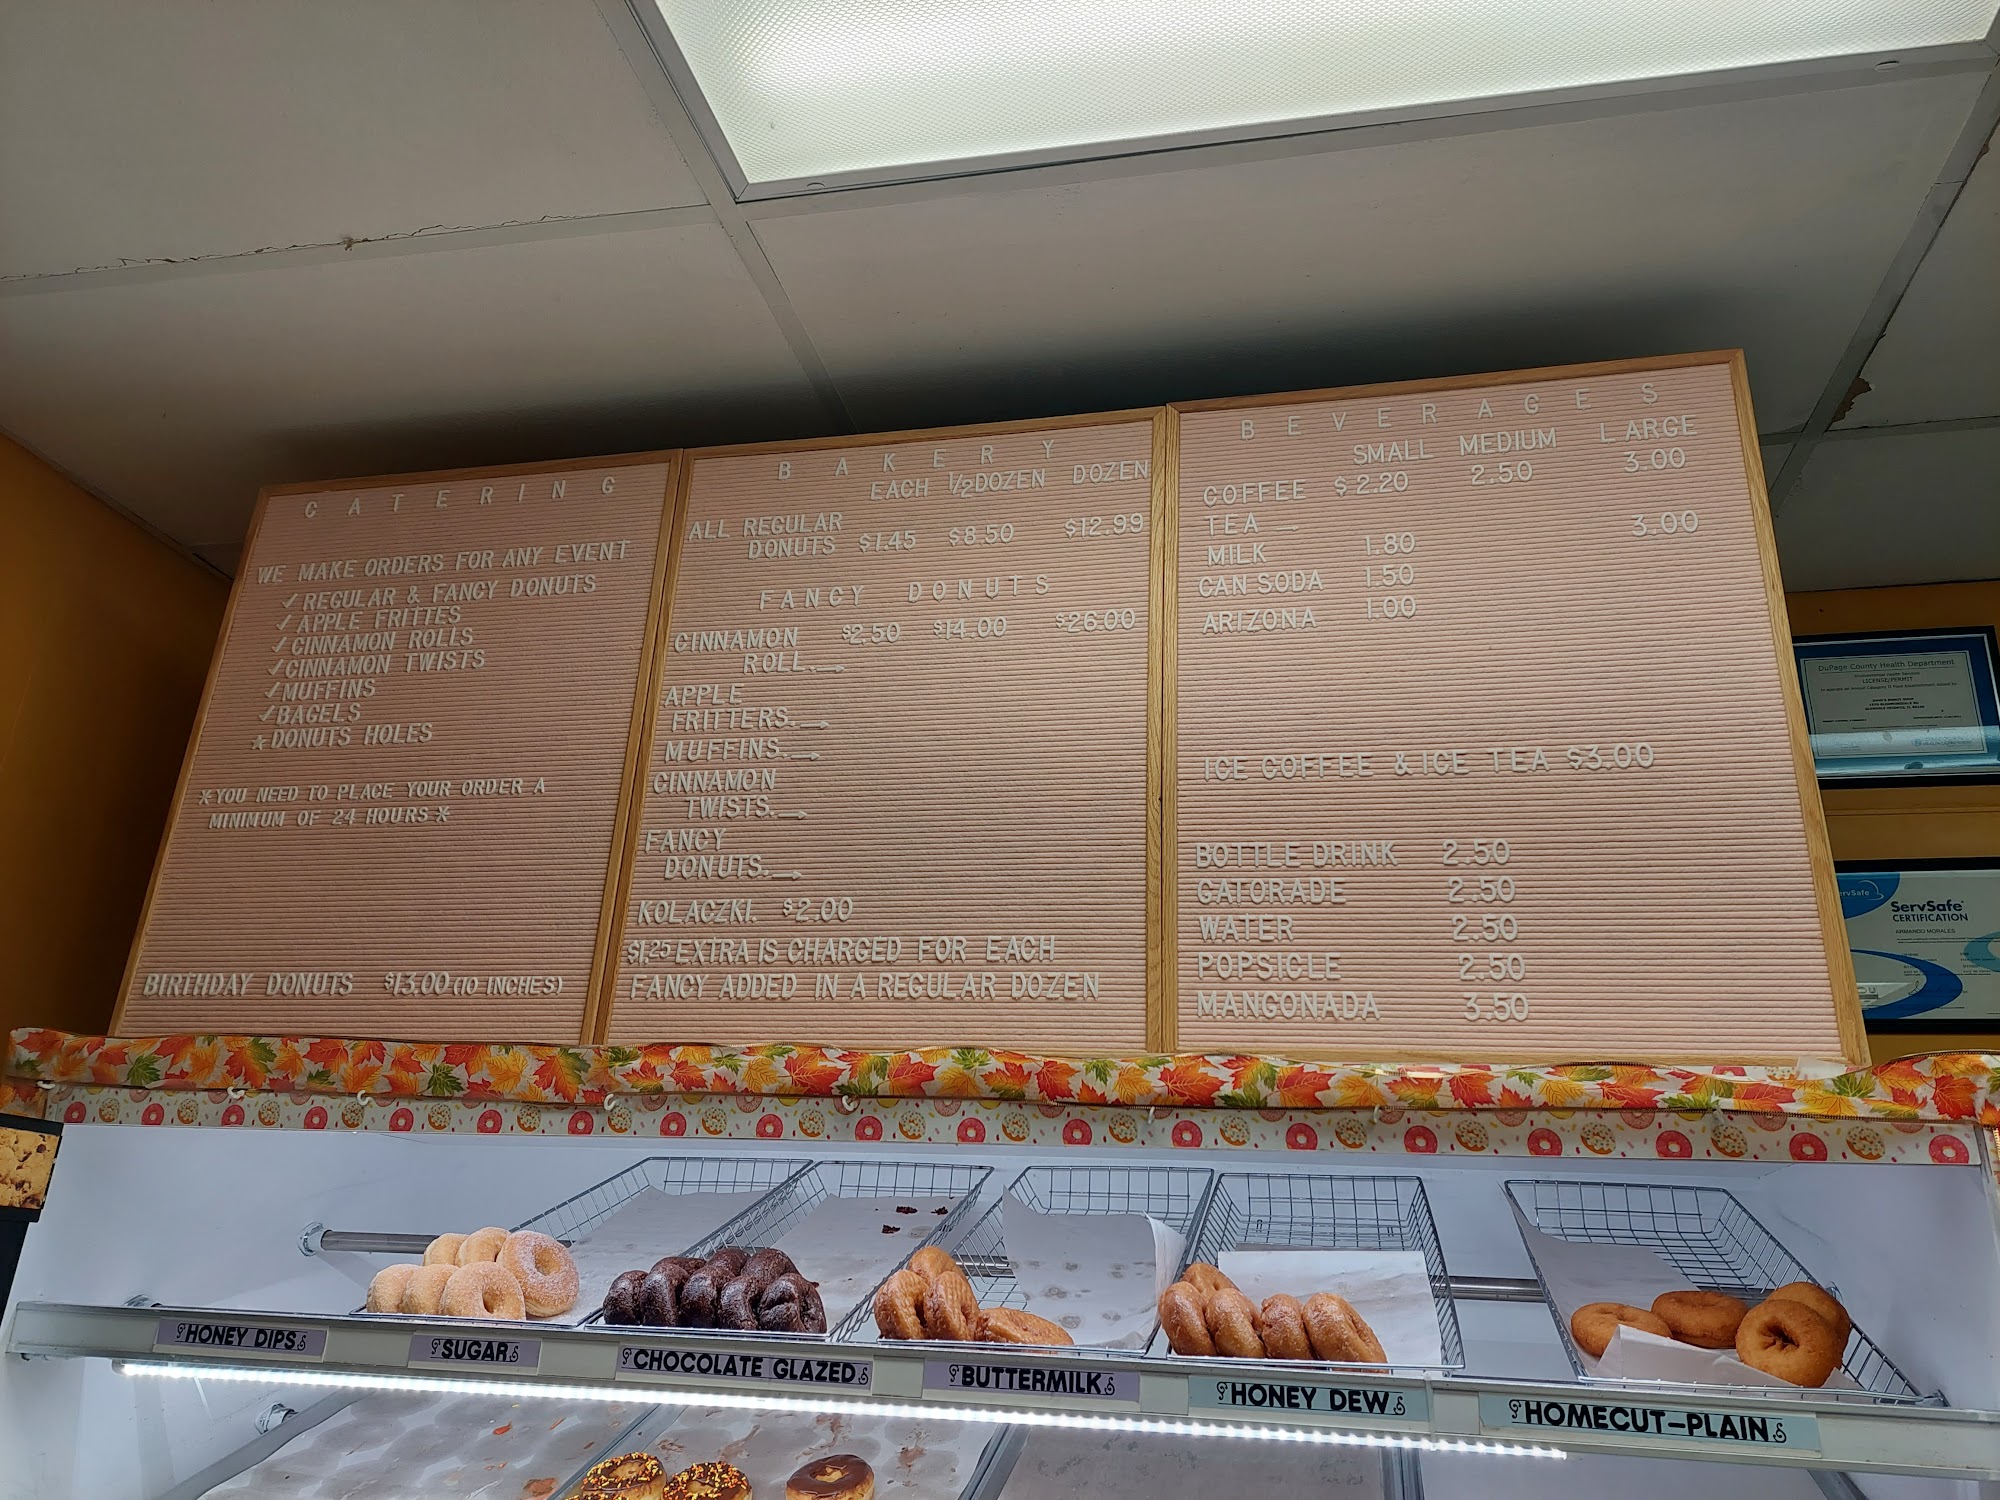 CATERING
WE MAKE ORDERS FOR ANY EVENT
✓REGULAR & FANCY DONUTS
✓APPLE FRITTES
✓CINNAMON ROLLS
✓CINNAMON TWISTS
✓MUFFINS
✓BAGELS
*DONUTS HOLES
*YOU NEED TO PLACE YOUR ORDER A
MINIMUM OF 24 HOURS*
BIRTHDAY DONUTS $13.00 (10 INCHES)
BAKERY
EACH 1/2 DOZEN DOZEN
ALL REGULAR
DONUTS $1.45 $8.50 $12.99
FANCY DONUTS
CINNAMON $2.50 $14.00 $26.00
ROLL.→
APPLE
FRITTERS.→
MUFFINS.→
CINNAMON
TWISTS.→
FANCY
DONUTS.→
KOLACZKI. $2.00
$1.25 EXTRA IS CHARGED FOR EACH
FANCY ADDED IN A REGULAR DOZEN
BEVERAGES
SMALL MEDIUM LARGE
COFFEE $2.20 2.50 3.00
TEA — 3.00
MILK 1.80
CAN SODA 1.50
ARIZONA 1.00
ICE COFFEE & ICE TEA $3.00
BOTTLE DRINK 2.50
GATORADE 2.50
WATER 2.50
POPSICLE 2.50
MANGONADA 3.50
DuPage County Health Department
LICENSE/PERMIT
ServSafe
CERTIFICATION
ARMANDO MORALES
HONEY DIPS
SUGAR
CHOCOLATE GLAZED
BUTTERMILK
HONEY DEW
HOMECUT-PLAIN